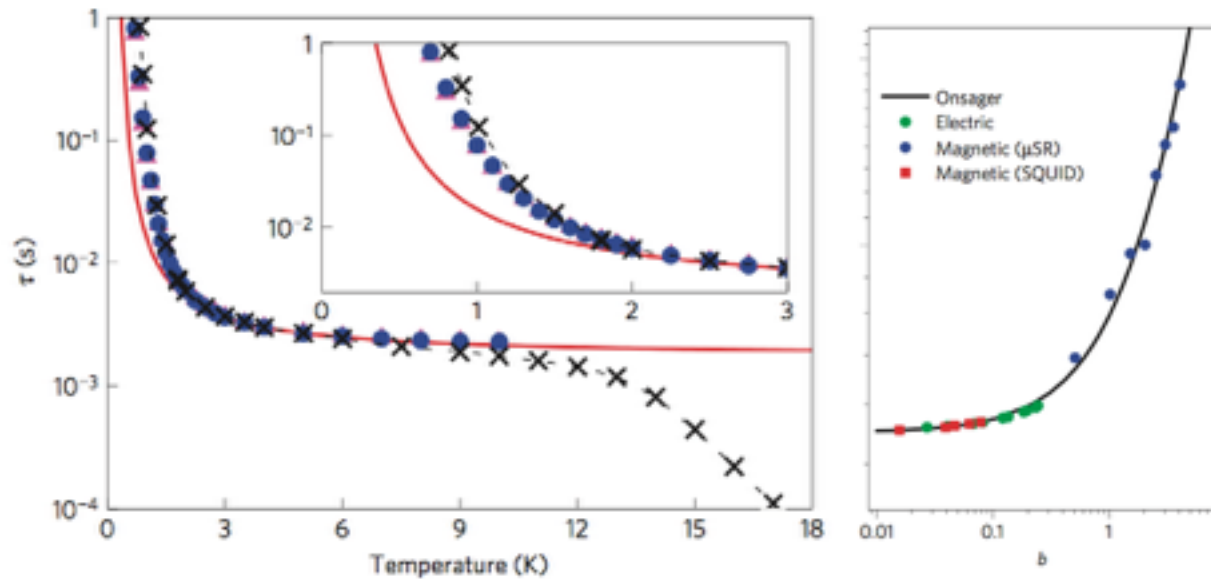 1
10⁻¹
10⁻²
10⁻³
10⁻⁴
τ (s)
0 3 6 9 12 15 18
Temperature (K)
1
10⁻¹
10⁻²
0 1 2 3
Onsager
Electric
Magnetic (μSR)
Magnetic (SQUID)
0.01 0.1 1
b